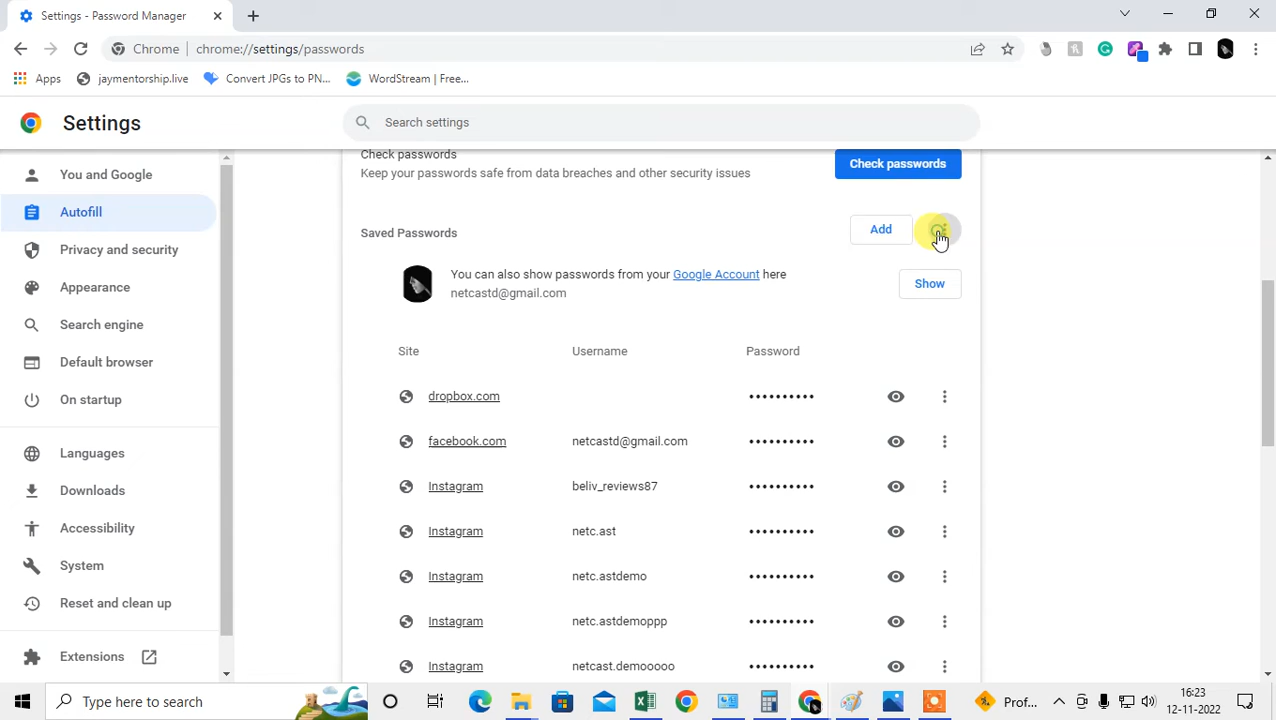 Settings - Password Manager
Chrome chrome://settings/passwords
Apps jaymentorship.live Convert JPGs to PN... WordStream | Free...
Settings
Search settings
You and Google
Autofill
Privacy and security
Appearance
Search engine
Default browser
On startup
Languages
Downloads
Accessibility
System
Reset and clean up
Extensions
Check passwords
Keep your passwords safe from data breaches and other security issues
Check passwords
Saved Passwords
Add
You can also show passwords from your Google Account here
netcastd@gmail.com
Show
Site Username Password
dropbox.com ••••••••••
facebook.com netcastd@gmail.com ••••••••••
Instagram beliv_reviews87 ••••••••••
Instagram netc.ast ••••••••••
Instagram netc.astdemo ••••••••••
Instagram netc.astdemoppp ••••••••••
Instagram netcast.demooooo ••••••••••
Type here to search
Prof...
16:23
12-11-2022